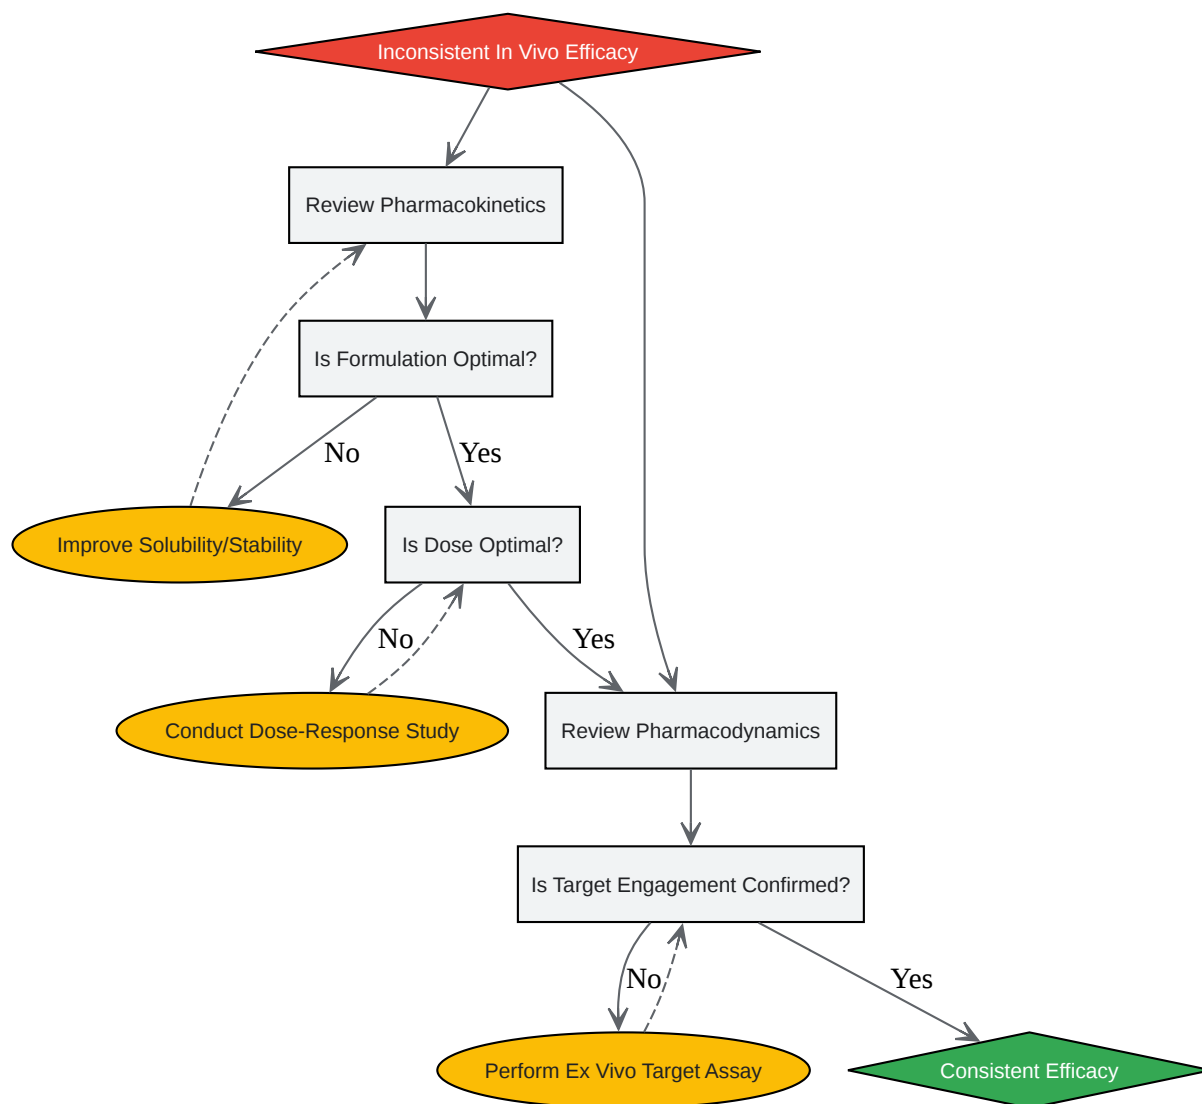 Inconsistent In Vivo Efficacy
Review Pharmacokinetics
Is Formulation Optimal?
No
Yes
Improve Solubility/Stability
Is Dose Optimal?
No
Yes
Conduct Dose-Response Study
Review Pharmacodynamics
Is Target Engagement Confirmed?
No
Yes
Perform Ex Vivo Target Assay
Consistent Efficacy